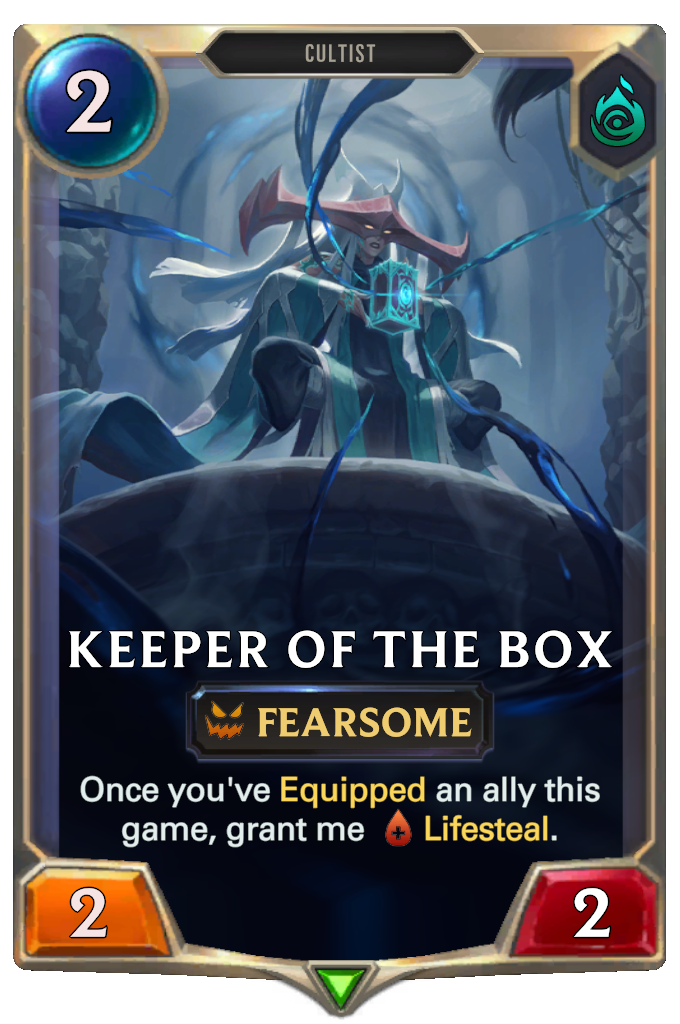 CULTIST
2
KEEPER OF THE BOX
FEARSOME
Once you've Equipped an ally this
game, grant me Lifesteal.
2
2